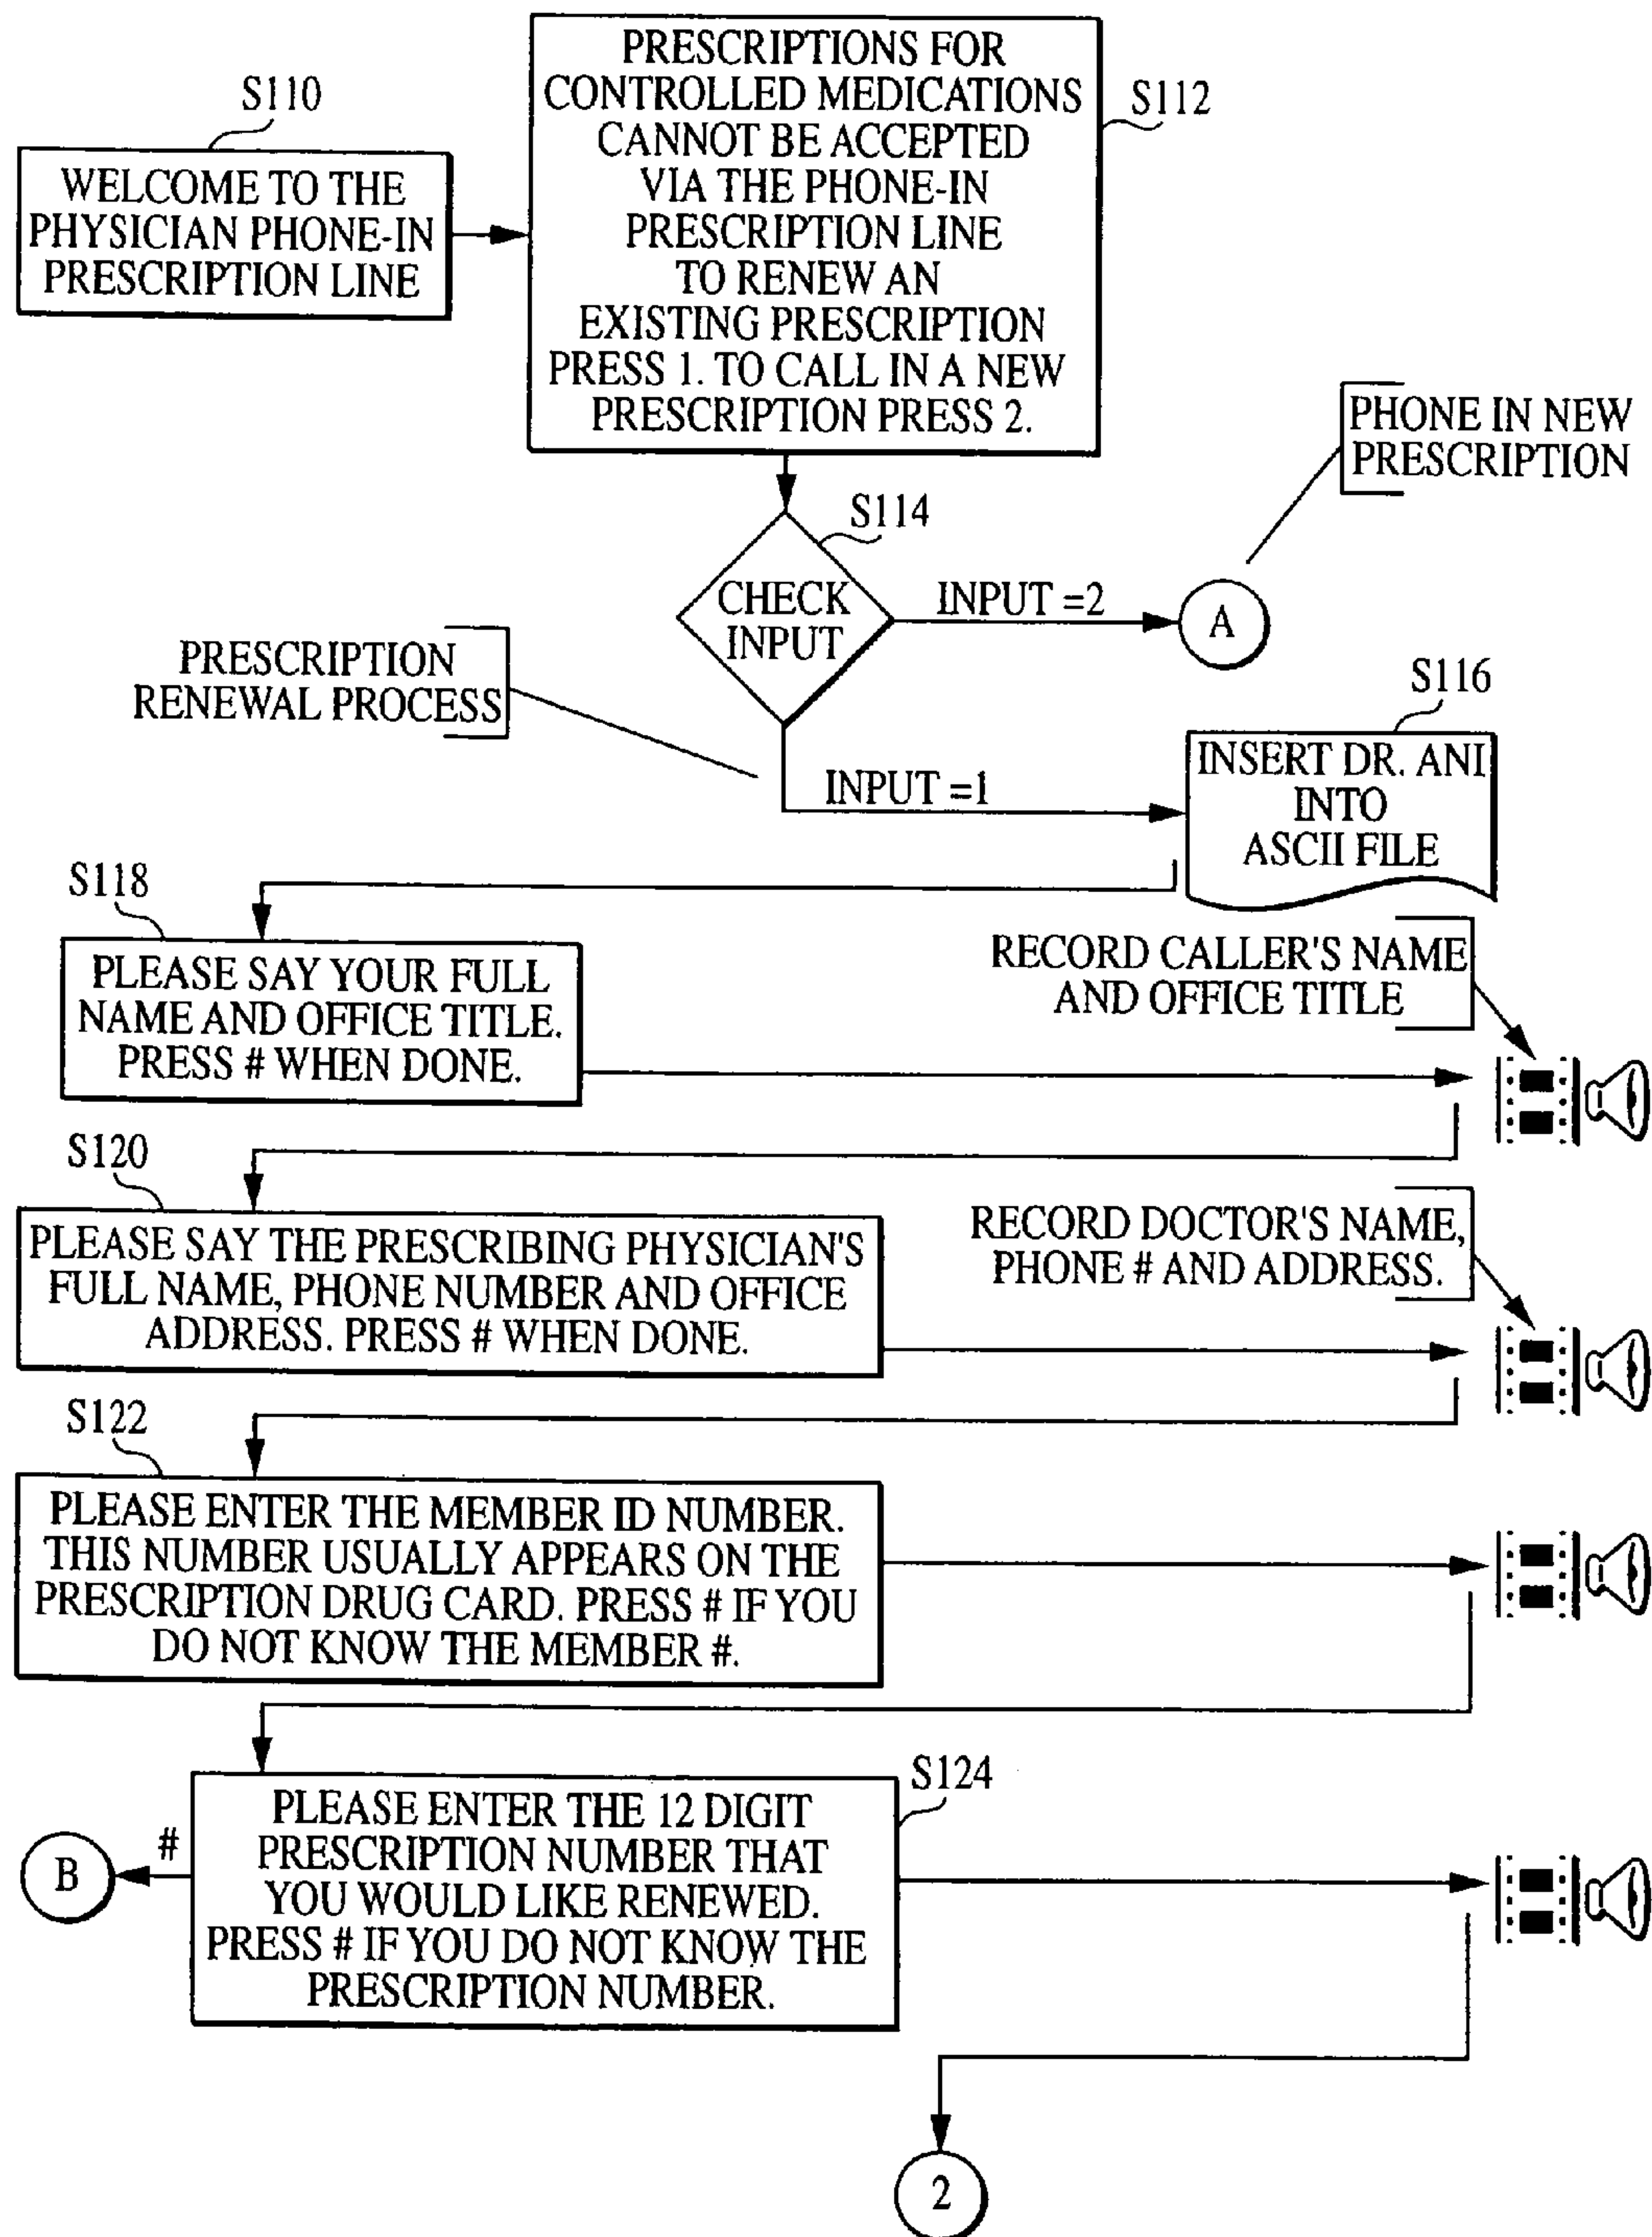 S110
WELCOME TO THE
PHYSICIAN PHONE-IN
PRESCRIPTION LINE
S112
PRESCRIPTIONS FOR
CONTROLLED MEDICATIONS
CANNOT BE ACCEPTED
VIA THE PHONE-IN
PRESCRIPTION LINE
TO RENEW AN
EXISTING PRESCRIPTION
PRESS 1. TO CALL IN A NEW
PRESCRIPTION PRESS 2.
PHONE IN NEW
PRESCRIPTION
S114
CHECK
INPUT
INPUT =2
A
PRESCRIPTION
RENEWAL PROCESS
INPUT =1
S116
INSERT DR. ANI
INTO
ASCII FILE
S118
PLEASE SAY YOUR FULL
NAME AND OFFICE TITLE.
PRESS # WHEN DONE.
RECORD CALLER'S NAME
AND OFFICE TITLE
S120
PLEASE SAY THE PRESCRIBING PHYSICIAN'S
FULL NAME, PHONE NUMBER AND OFFICE
ADDRESS. PRESS # WHEN DONE.
RECORD DOCTOR'S NAME,
PHONE # AND ADDRESS.
S122
PLEASE ENTER THE MEMBER ID NUMBER.
THIS NUMBER USUALLY APPEARS ON THE
PRESCRIPTION DRUG CARD. PRESS # IF YOU
DO NOT KNOW THE MEMBER #.
S124
PLEASE ENTER THE 12 DIGIT
PRESCRIPTION NUMBER THAT
YOU WOULD LIKE RENEWED.
PRESS # IF YOU DO NOT KNOW THE
PRESCRIPTION NUMBER.
#
B
2